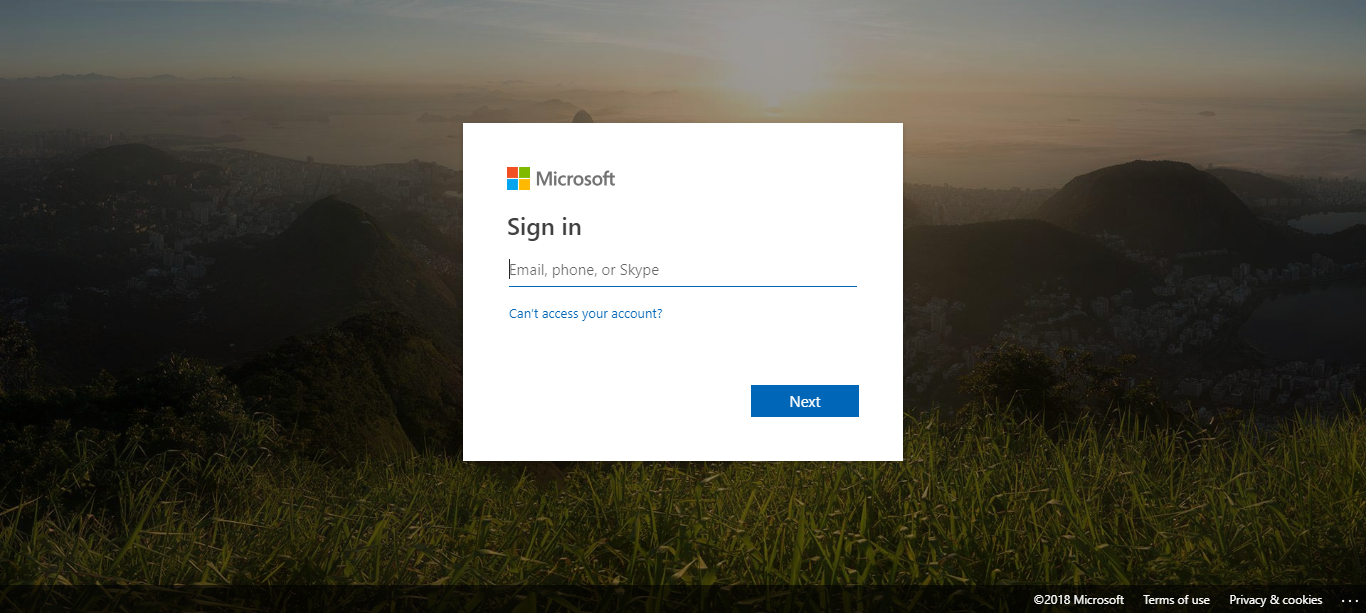 Microsoft
Sign in
Email, phone, or Skype
Can't access your account?
Next
©2018 Microsoft Terms of use Privacy & cookies ...